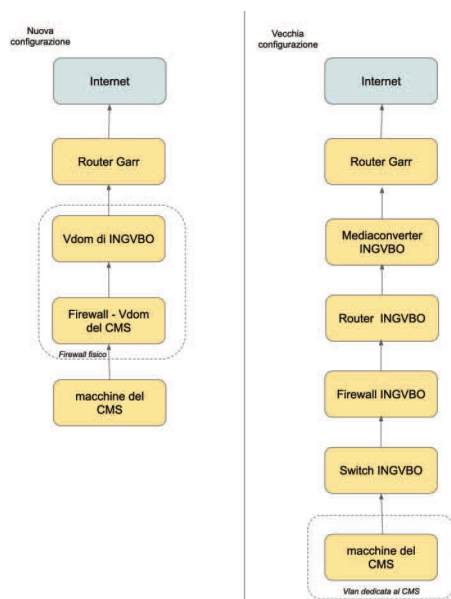 Nuova
configurazione
Internet
Router Garr
Vdom di INGVBO
Firewall - Vdom
del CMS
Firewall fisico
macchine del
CMS
Vecchia
configurazione
Internet
Router Garr
Mediaconverter
INGVBO
Router INGVBO
Firewall INGVBO
Switch INGVBO
macchine del
CMS
Vlan dedicata al CMS